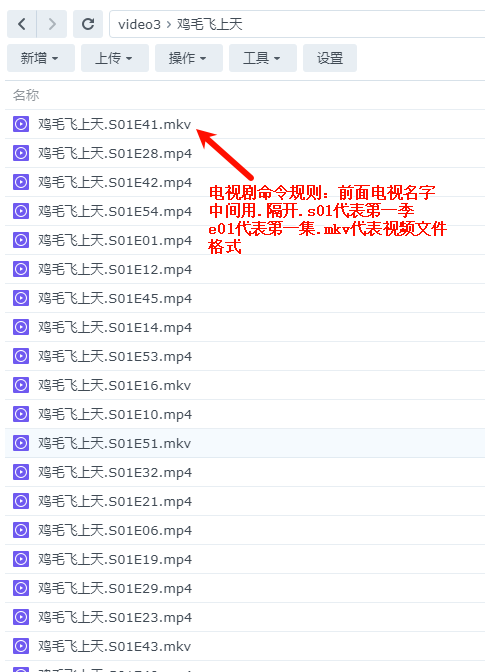 video3 › 鸡毛飞上天
新增 上传 操作 工具 设置
名称
鸡毛飞上天.S01E41.mkv
鸡毛飞上天.S01E28.mp4
鸡毛飞上天.S01E42.mp4
鸡毛飞上天.S01E54.mp4
鸡毛飞上天.S01E01.mp4
鸡毛飞上天.S01E12.mp4
鸡毛飞上天.S01E45.mp4
鸡毛飞上天.S01E14.mp4
鸡毛飞上天.S01E53.mp4
鸡毛飞上天.S01E16.mkv
鸡毛飞上天.S01E10.mp4
鸡毛飞上天.S01E51.mkv
鸡毛飞上天.S01E32.mp4
鸡毛飞上天.S01E21.mp4
鸡毛飞上天.S01E06.mp4
鸡毛飞上天.S01E19.mp4
鸡毛飞上天.S01E29.mp4
鸡毛飞上天.S01E23.mp4
鸡毛飞上天.S01E43.mkv
电视剧命令规则：前面电视名字
中间用.隔开.s01代表第一季
e01代表第一集.mkv代表视频文件
格式